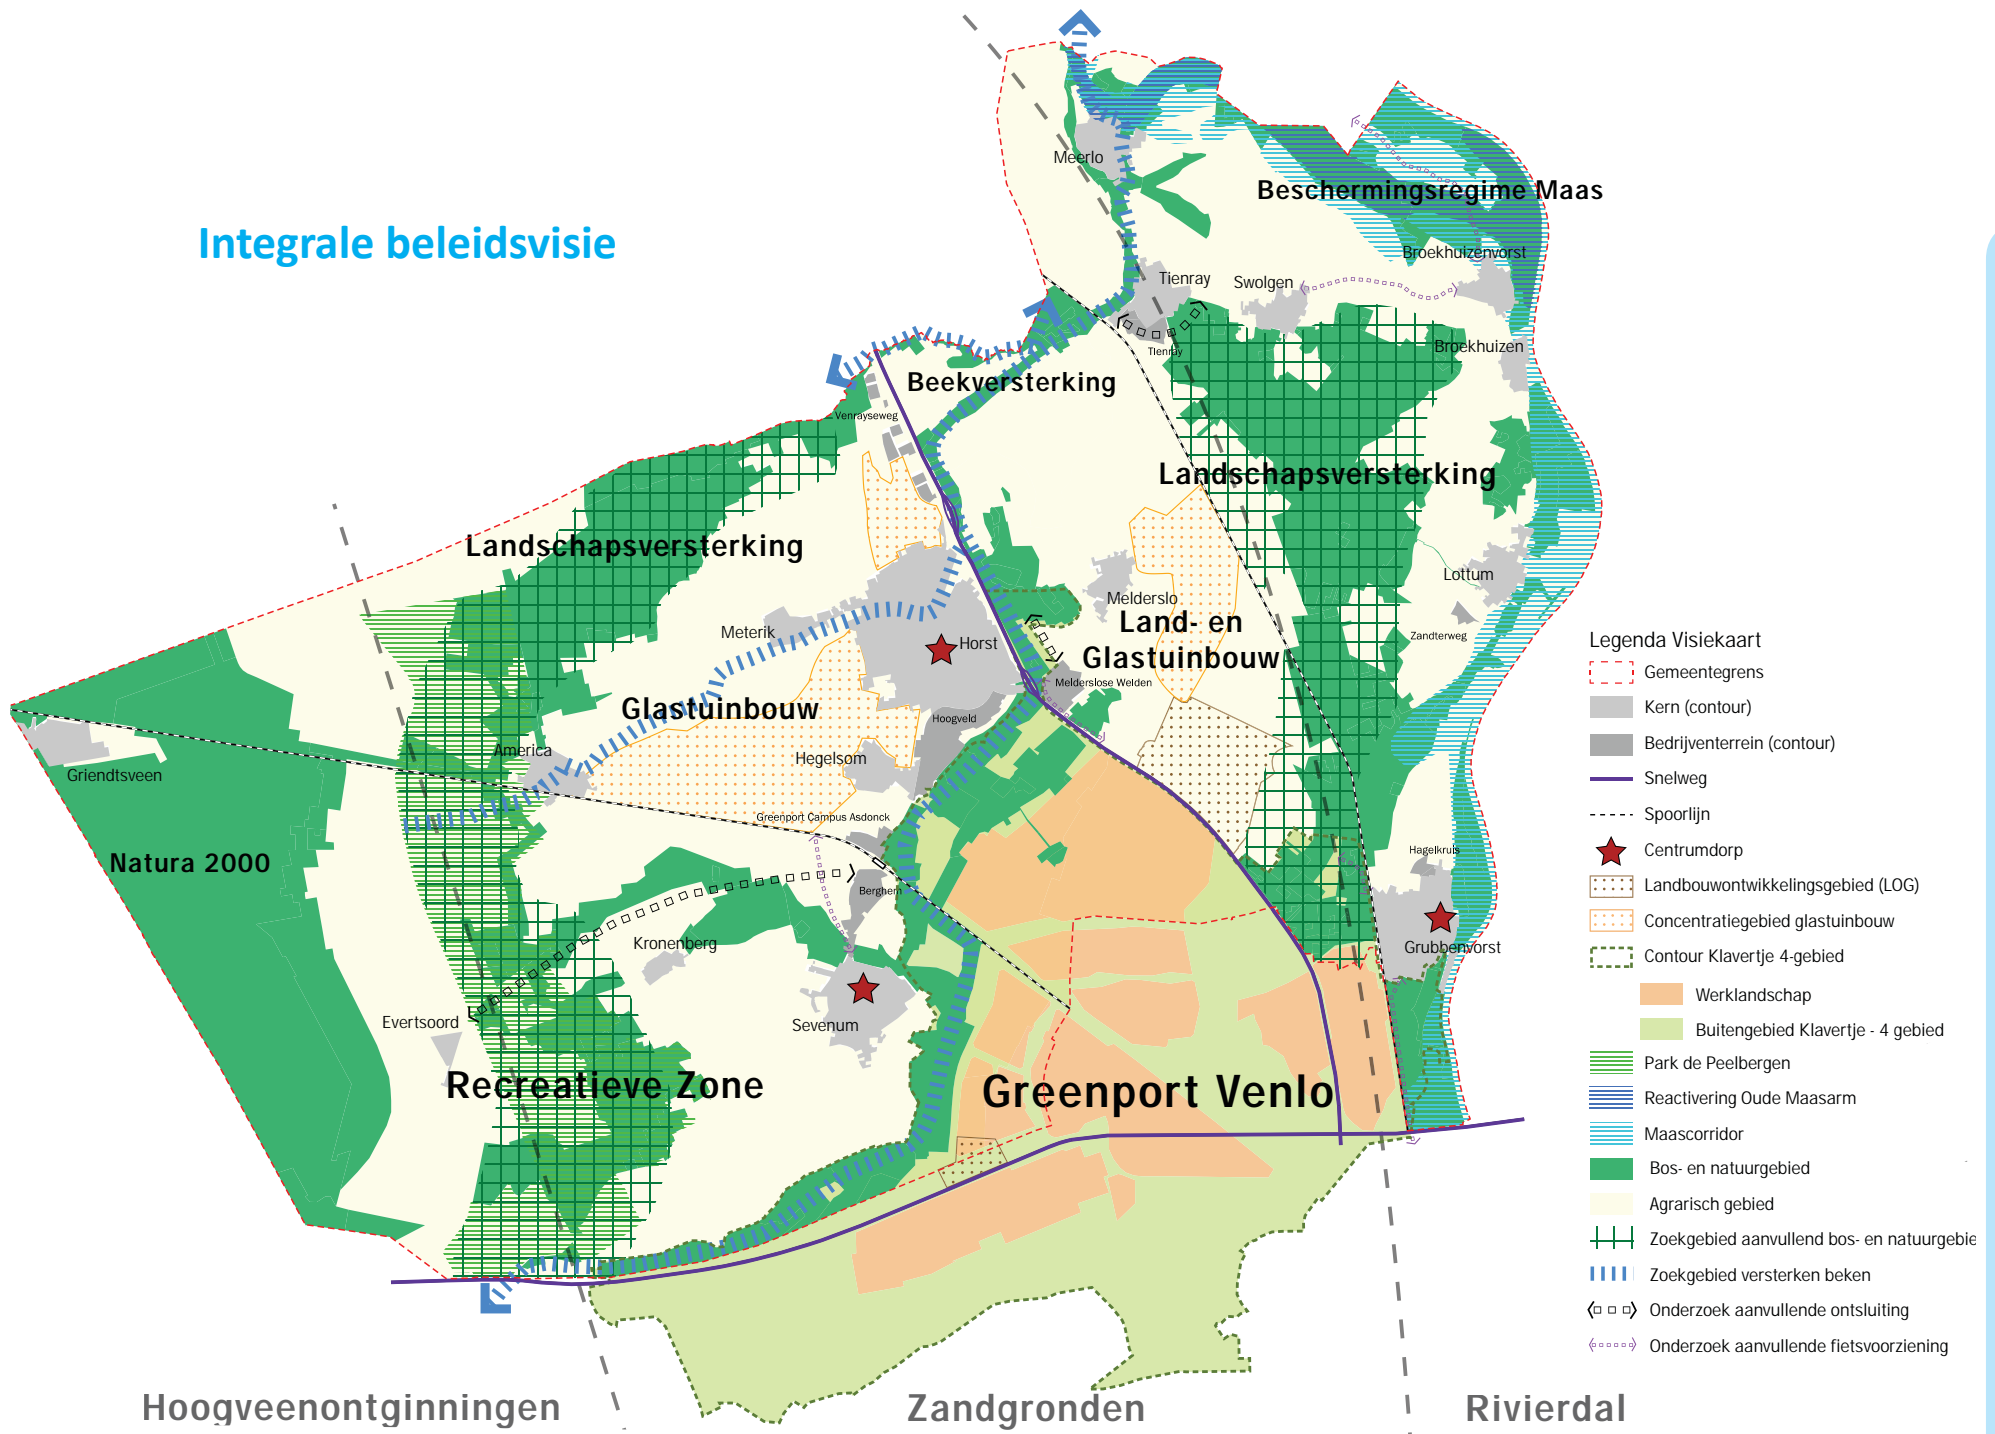 Integrale beleidsvisie
Meerlo
Beschermingsregime Maas
Broekhuizenvorst
Tienray
Swolgen
Tienray
Broekhuizen
Beekversterking
Venrayseweg
Landschapsversterking
Landschapsversterking
Lottum
Melderslo
Land- en
Glastuinbouw
Zandterweg
Meterik
Horst
Melderslose Welden
Glastuinbouw
Hoogveld
America
Hegelsom
Griendtsveen
Greenport Campus Asdonck
Natura 2000
Hagelkruis
Berghem
Kronenberg
Grubbenvorst
Evertsoord
Sevenum
Recreatieve Zone
Greenport Venlo
Legenda Visiekaart
Gemeentegrens
Kern (contour)
Bedrijventerrein (contour)
Snelweg
Spoorlijn
Centrumdorp
Landbouwontwikkelingsgebied (LOG)
Concentratiegebied glastuinbouw
Contour Klavertje 4-gebied
Werklandschap
Buitengebied Klavertje - 4 gebied
Park de Peelbergen
Reactivering Oude Maasarm
Maascorridor
Bos- en natuurgebied
Agrarisch gebied
Zoekgebied aanvullend bos- en natuurgebie
Zoekgebied versterken beken
Onderzoek aanvullende ontsluiting
Onderzoek aanvullende fietsvoorziening
Hoogveenontginningen
Zandgronden
Rivierdal